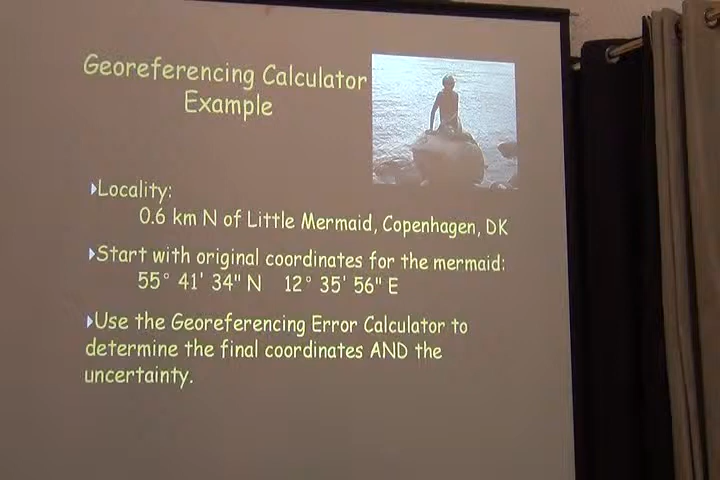 Georeferencing Calculator
Example
Locality:
0.6 km N of Little Mermaid, Copenhagen, DK
Start with original coordinates for the mermaid:
55° 41' 34" N 12° 35' 56" E
Use the Georeferencing Error Calculator to
determine the final coordinates AND the
uncertainty.